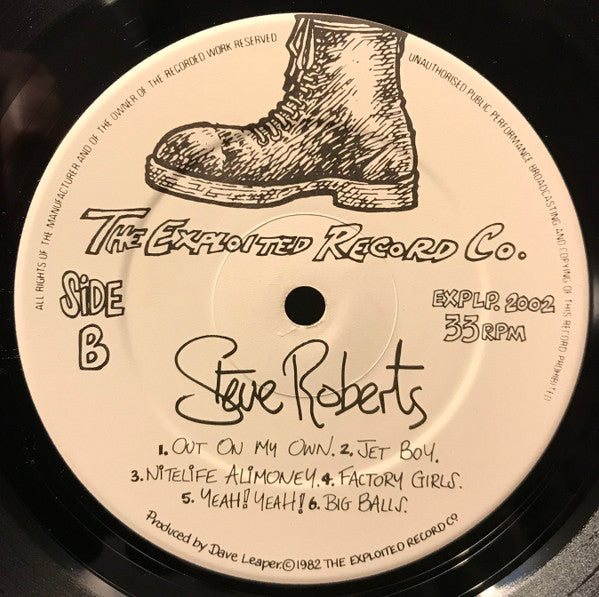 ALL RIGHTS OF THE MANUFACTURER AND OF THE OWNER OF THE RECORDED WORK RESERVED
UNAUTHORISED PUBLIC PERFORMANCE BROADCASTING AND COPYING OF THIS RECORD PROHIBITED
THE EXPLOITED RECORD CO.
SiDE
B
EXPLP. 2002
33 RPM
Steve Roberts
1. OUT ON MY OWN. 2. JET BOY.
3. NiTELiFE ALiMONEY. 4. FACTORY GiRLS.
5. YEAH! YEAH! 6. BiG BALLS.
Produced by Dave Leaper. ©1982 THE EXPLOITED RECORD CO